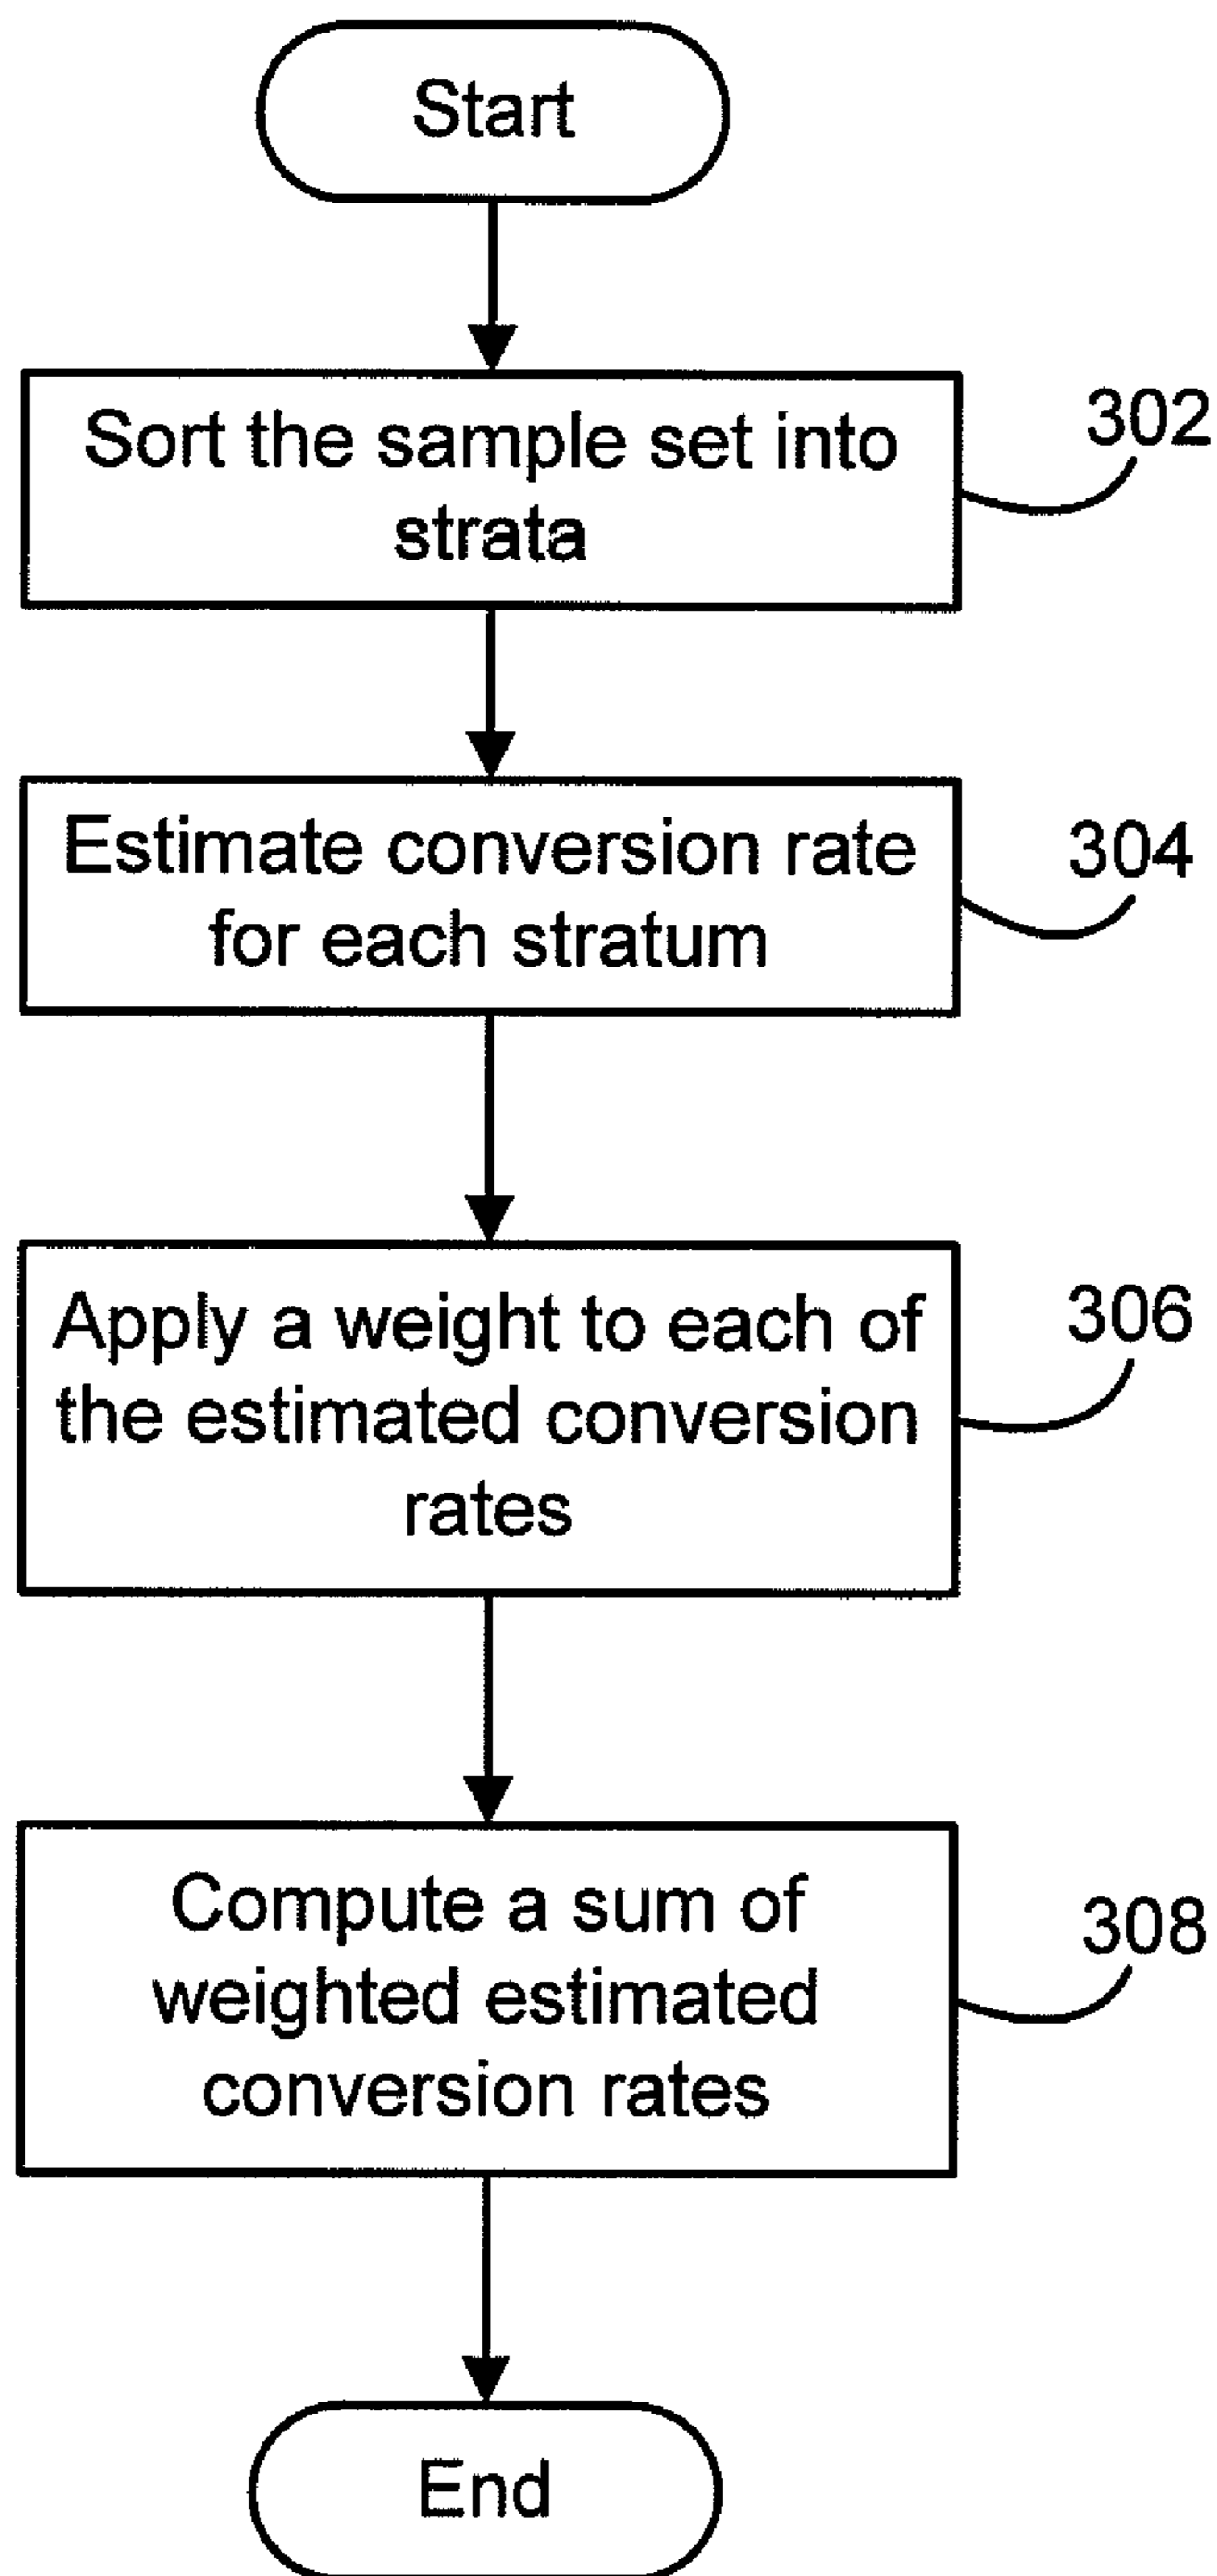 Start
Sort the sample set into
strata
302
Estimate conversion rate
for each stratum
304
Apply a weight to each of
the estimated conversion
rates
306
Compute a sum of
weighted estimated
conversion rates
308
End